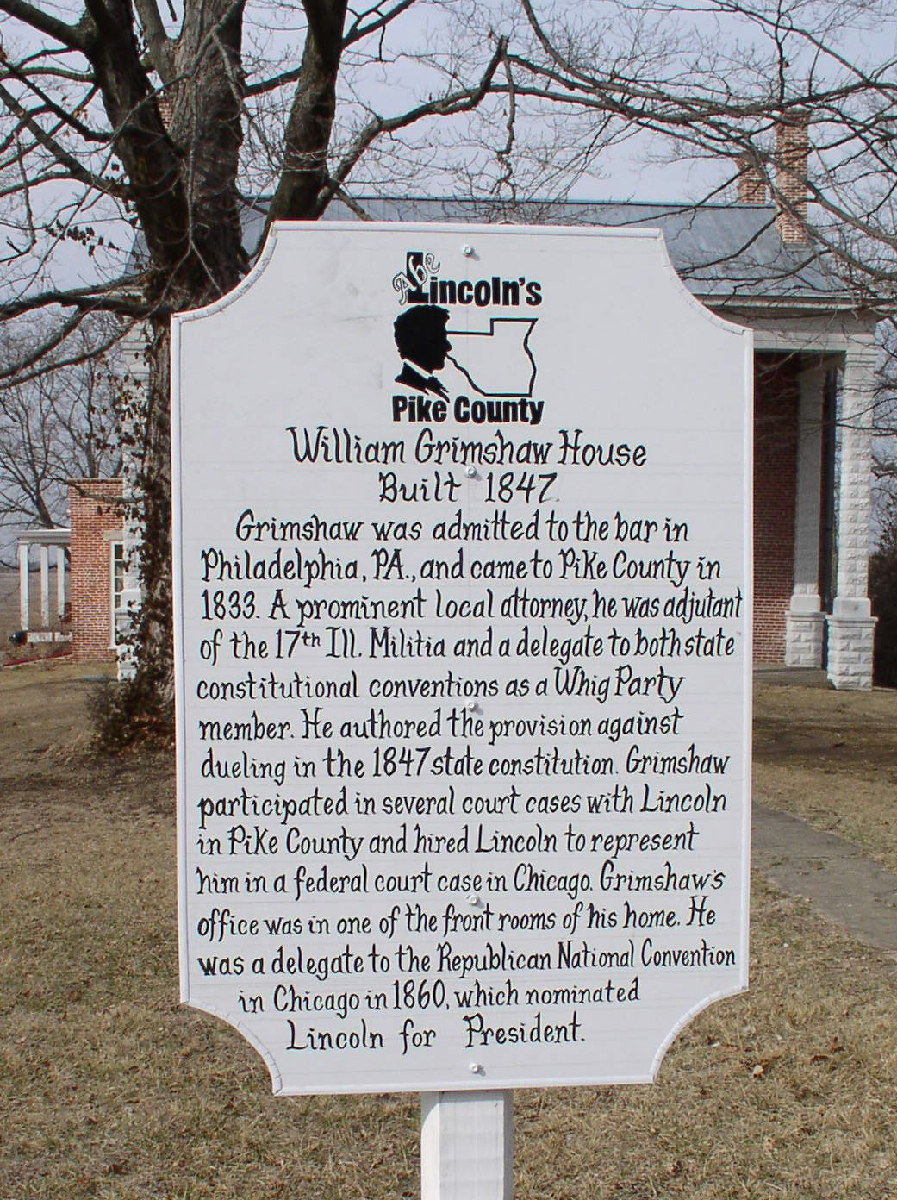 Abe
Lincoln's
Pike County
William Grimshaw House
Built 1847.
Grimshaw was admitted to the bar in
Philadelphia, PA., and came to Pike County in
1833. A prominent local attorney, he was adjutant
of the 17th Ill. Militia and a delegate to both state
constitutional conventions as a Whig Party
member. He authored the provision against
dueling in the 1847 state constitution. Grimshaw
participated in several court cases with Lincoln
in Pike County and hired Lincoln to represent
him in a federal court case in Chicago. Grimshaw's
office was in one of the front rooms of his home. He
was a delegate to the Republican National Convention
in Chicago in 1860, which nominated
Lincoln for President.